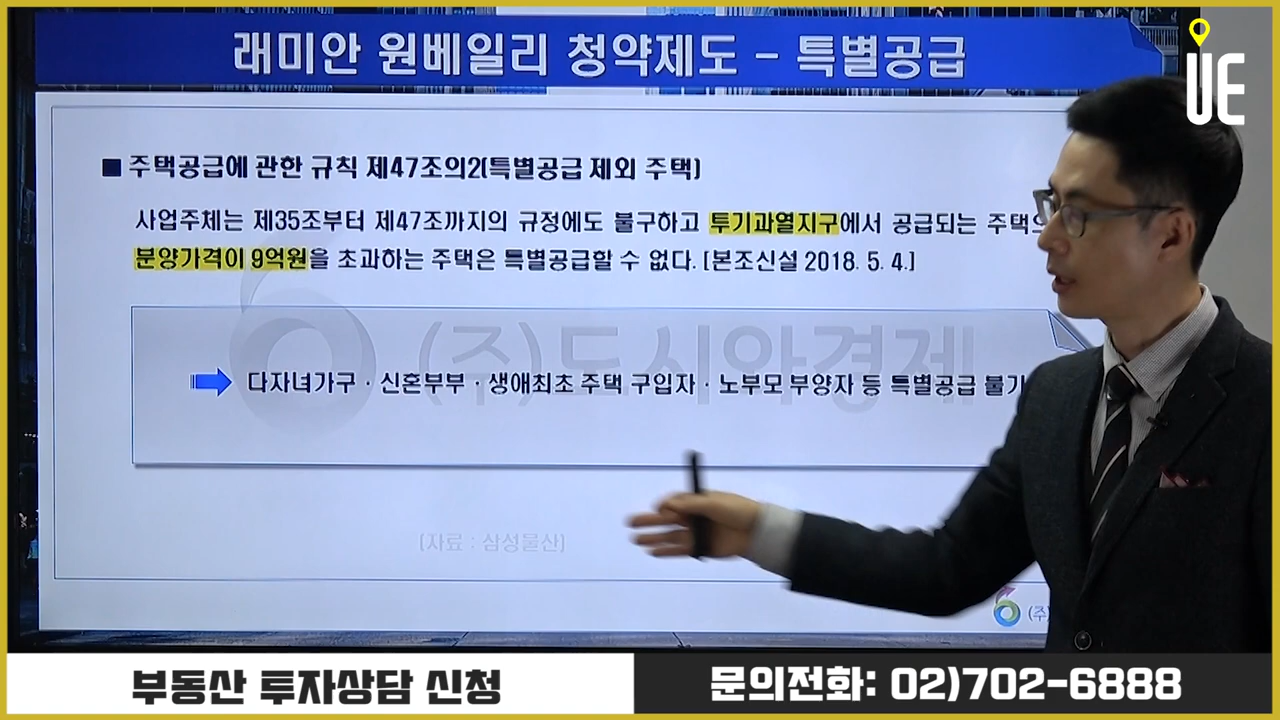 래미안 원베일리 청약제도 - 특별공급
UE
■ 주택공급에 관한 규칙 제47조의2(특별공급 제외 주택)
사업주체는 제35조부터 제47조까지의 규정에도 불구하고 투기과열지구에서 공급되는
분양가격이 9억원을 초과하는 주택은 특별공급할 수 없다. [본조신설 2018. 5. 4.]
(주)도시와경제
다자녀가구 · 신혼부부 · 생애최초 주택 구입자 · 노부모 부양자 등 특별공급 불가
[자료 : 삼성물산]
(주)
부동산 투자상담 신청
문의전화: 02)702-6888